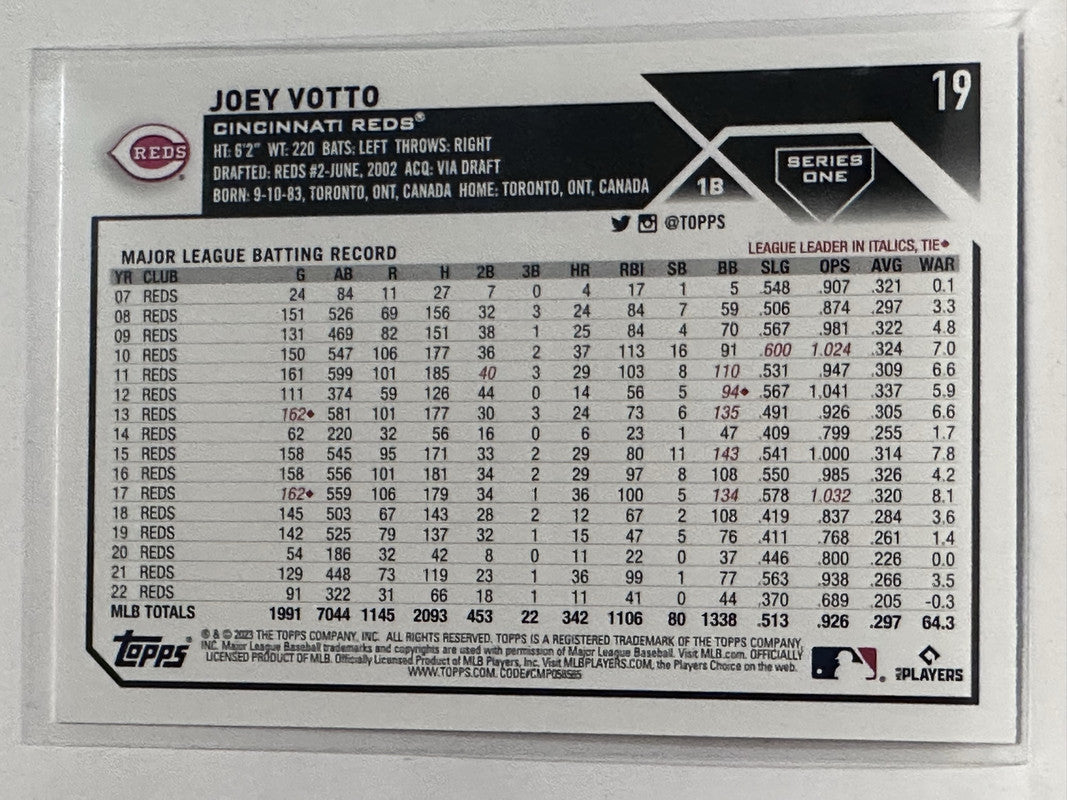 19
JOEY VOTTO
CINCINNATI REDS®
REDS
HT: 6'2" WT: 220 BATS: LEFT THROWS: RIGHT
DRAFTED: REDS #2-JUNE, 2002 ACQ: VIA DRAFT
BORN: 9-10-83, TORONTO, ONT, CANADA HOME: TORONTO, ONT, CANADA
1B
SERIES
ONE
@TOPPS
MAJOR LEAGUE BATTING RECORD
LEAGUE LEADER IN ITALICS, TIE◆
YR CLUB G AB R H 2B 3B HR RBI SB BB SLG OPS AVG WAR
07 REDS 24 84 11 27 7 0 4 17 1 5 .548 .907 .321 0.1
08 REDS 151 526 69 156 32 3 24 84 7 59 .506 .874 .297 3.3
09 REDS 131 469 82 151 38 1 25 84 4 70 .567 .981 .322 4.8
10 REDS 150 547 106 177 36 2 37 113 16 91 .600 1.024 .324 7.0
11 REDS 161 599 101 185 40 3 29 103 8 110 .531 .947 .309 6.6
12 REDS 111 374 59 126 44 0 14 56 5 94◆ .567 1.041 .337 5.9
13 REDS 162◆ 581 101 177 30 3 24 73 6 135 .491 .926 .305 6.6
14 REDS 62 220 32 56 16 0 6 23 1 47 .409 .799 .255 1.7
15 REDS 158 545 95 171 33 2 29 80 11 143 .541 1.000 .314 7.8
16 REDS 158 556 101 181 34 2 29 97 8 108 .550 .985 .326 4.2
17 REDS 162◆ 559 106 179 34 1 36 100 5 134 .578 1.032 .320 8.1
18 REDS 145 503 67 143 28 2 12 67 2 108 .419 .837 .284 3.6
19 REDS 142 525 79 137 32 1 15 47 5 76 .411 .768 .261 1.4
20 REDS 54 186 32 42 8 0 11 22 0 37 .446 .800 .226 0.0
21 REDS 129 448 73 119 23 1 36 99 1 77 .563 .938 .266 3.5
22 REDS 91 322 31 66 18 1 11 41 0 44 .370 .689 .205 -0.3
MLB TOTALS 1991 7044 1145 2093 453 22 342 1106 80 1338 .513 .926 .297 64.3
topps®
® & © 2023 THE TOPPS COMPANY, INC. ALL RIGHTS RESERVED. TOPPS IS A REGISTERED TRADEMARK OF THE TOPPS COMPANY,
INC. Major League Baseball trademarks and copyrights are used with permission of Major League Baseball. Visit MLB.com. OFFICIALLY
LICENSED PRODUCT OF MLB. Officially Licensed Product of MLB Players, Inc. Visit MLBPLAYERS.COM, the Players Choice on the web.
WWW.TOPPS.COM. CODE#CMP058585
PLAYERS